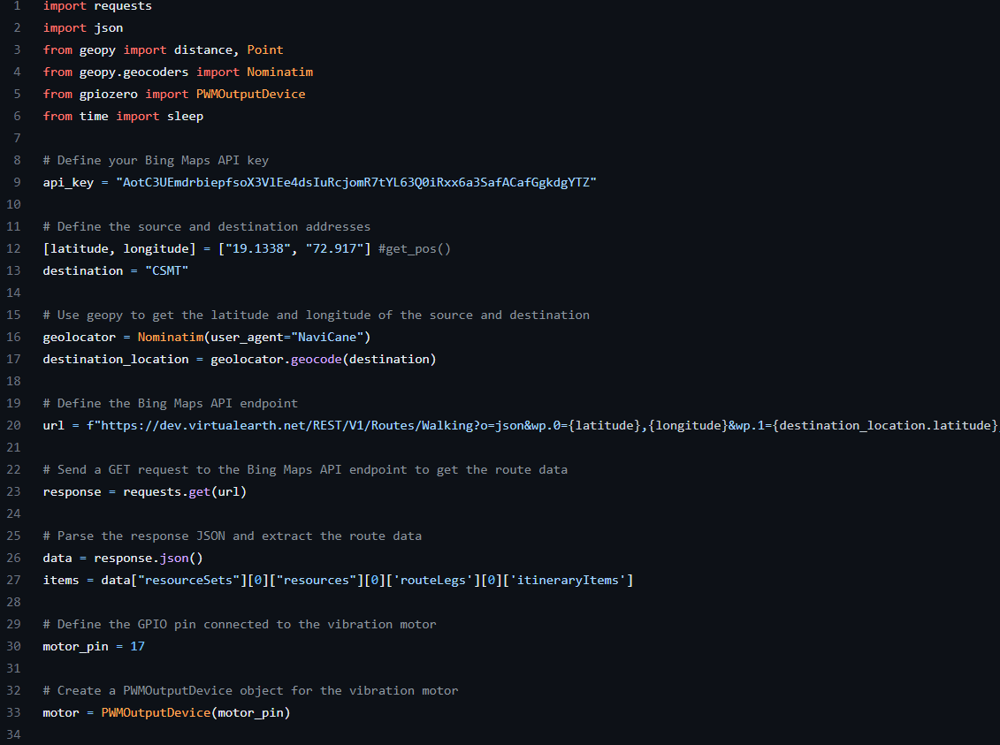 1 import requests
2 import json
3 from geopy import distance, Point
4 from geopy.geocoders import Nominatim
5 from gpiozero import PWMOutputDevice
6 from time import sleep
7
8 # Define your Bing Maps API key
9 api_key = "AotC3UEmdrbiepfsoX3VlEe4dsIuRcjomR7tYL63Q0iRxx6a3SafACafGgkdgYTZ"
10
11 # Define the source and destination addresses
12 [latitude, longitude] = ["19.1338", "72.917"] #get_pos()
13 destination = "CSMT"
14
15 # Use geopy to get the latitude and longitude of the source and destination
16 geolocator = Nominatim(user_agent="NaviCane")
17 destination_location = geolocator.geocode(destination)
18
19 # Define the Bing Maps API endpoint
20 url = f"https://dev.virtualearth.net/REST/V1/Routes/Walking?o=json&wp.0={latitude},{longitude}&wp.1={destination_location.latitude},
21
22 # Send a GET request to the Bing Maps API endpoint to get the route data
23 response = requests.get(url)
24
25 # Parse the response JSON and extract the route data
26 data = response.json()
27 items = data["resourceSets"][0]["resources"][0]['routeLegs'][0]['itineraryItems']
28
29 # Define the GPIO pin connected to the vibration motor
30 motor_pin = 17
31
32 # Create a PWMOutputDevice object for the vibration motor
33 motor = PWMOutputDevice(motor_pin)
34